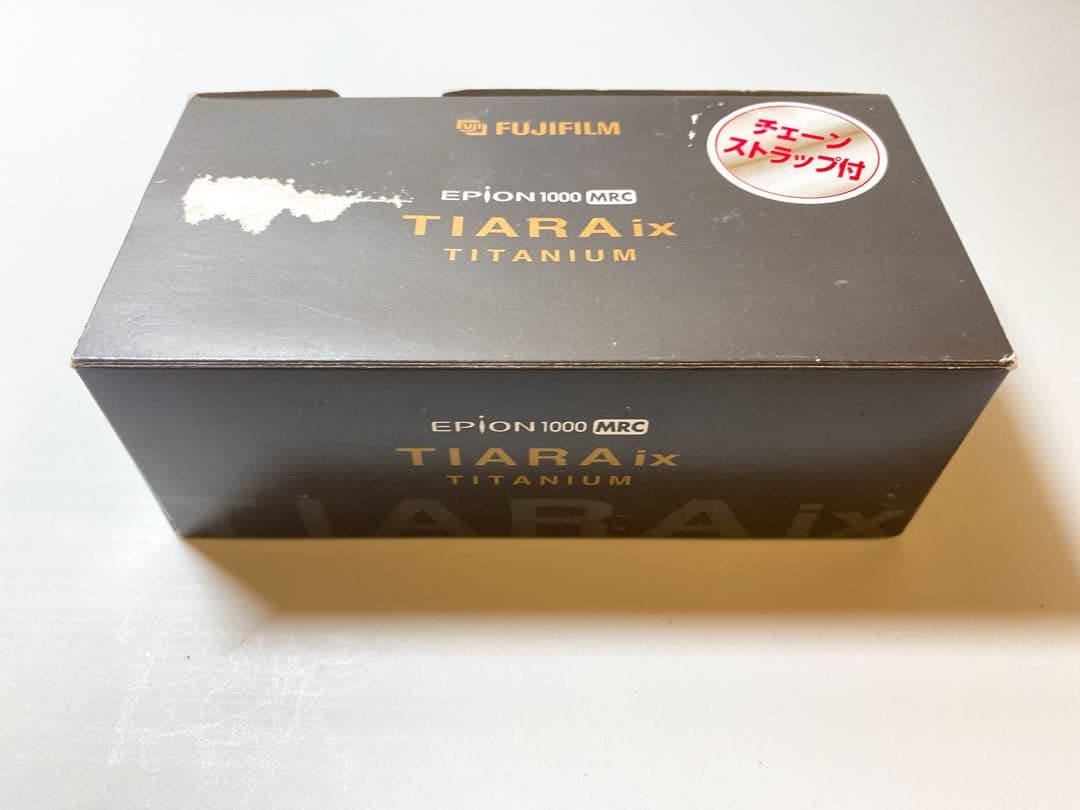 FUJI FUJIFILM
チェーン
ストラップ付
EPiON 1000 MRC
TIARA ix
TITANIUM
EPiON 1000 MRC
TIARA ix
TITANIUM
TIARA ix